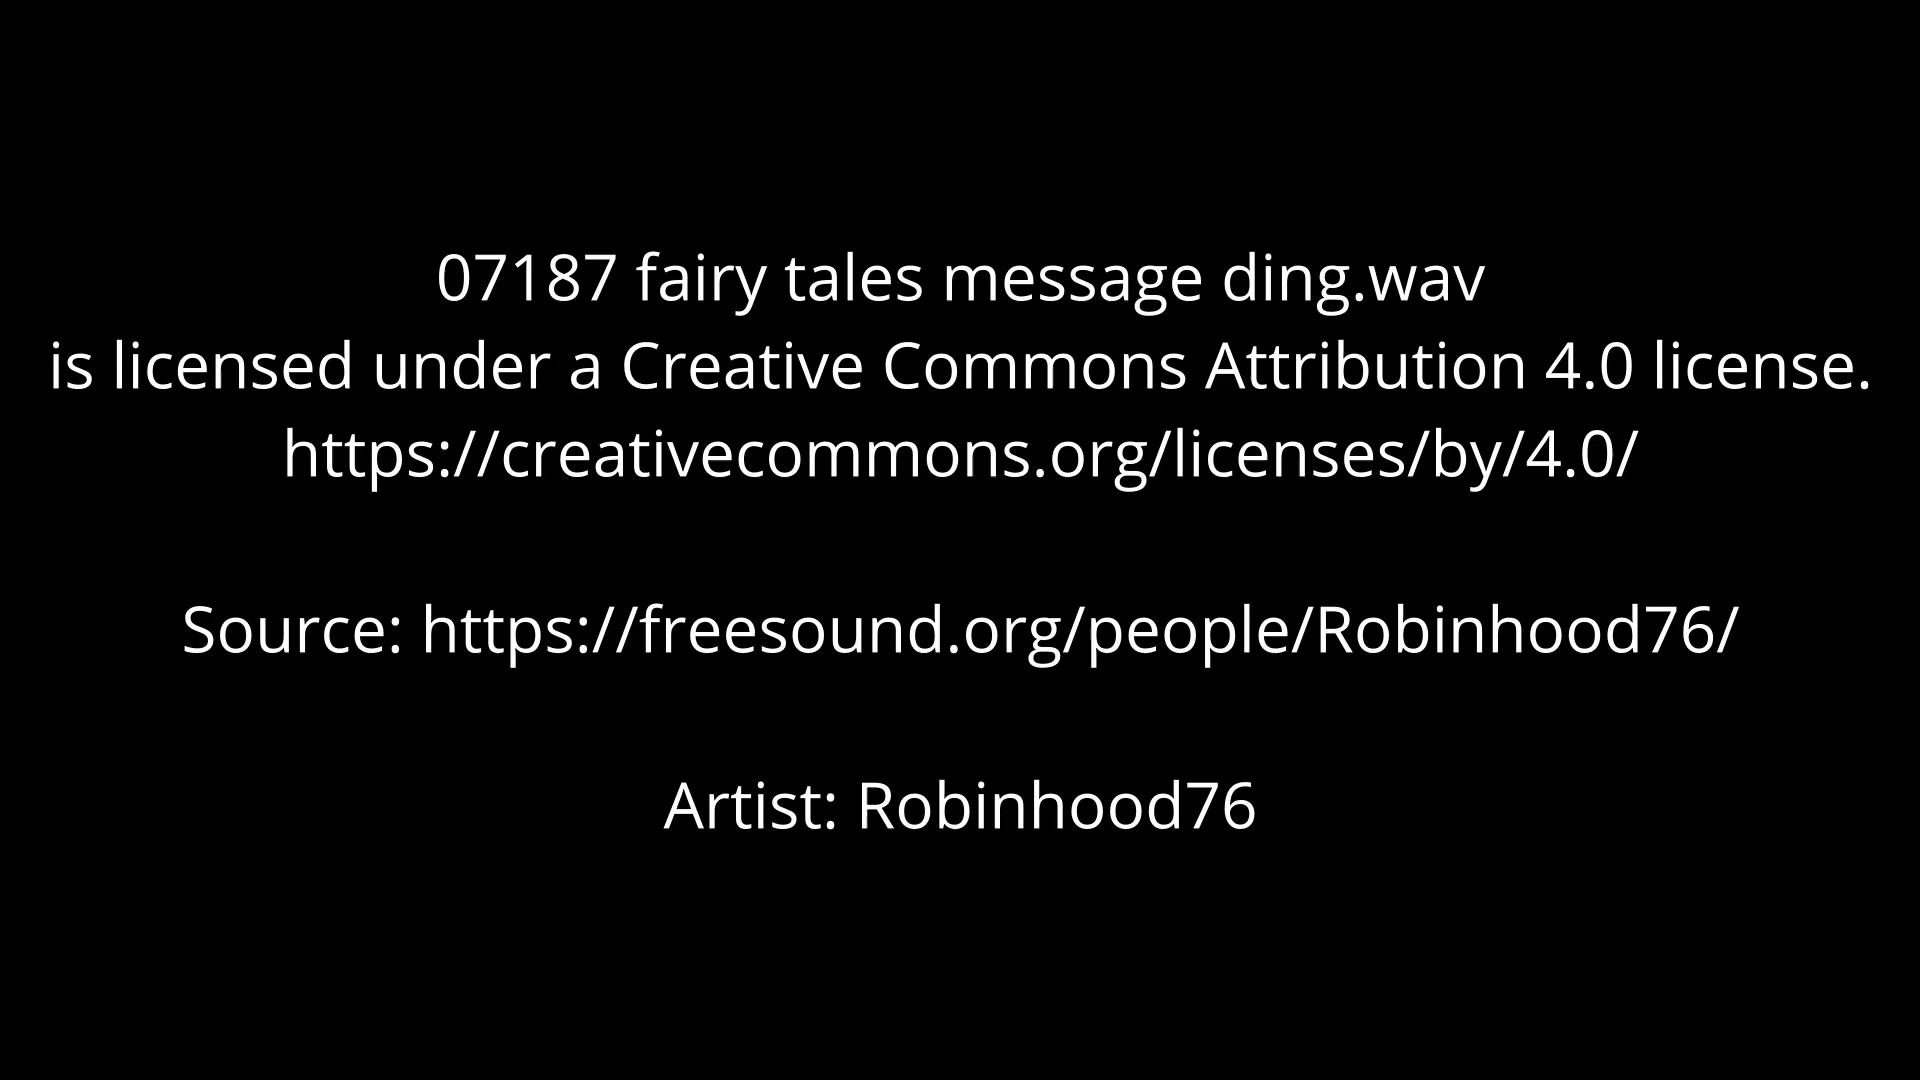 07187 fairy tales message ding.wav
is licensed under a Creative Commons Attribution 4.0 license.
https://creativecommons.org/licenses/by/4.0/
Source: https://freesound.org/people/Robinhood76/
Artist: Robinhood76